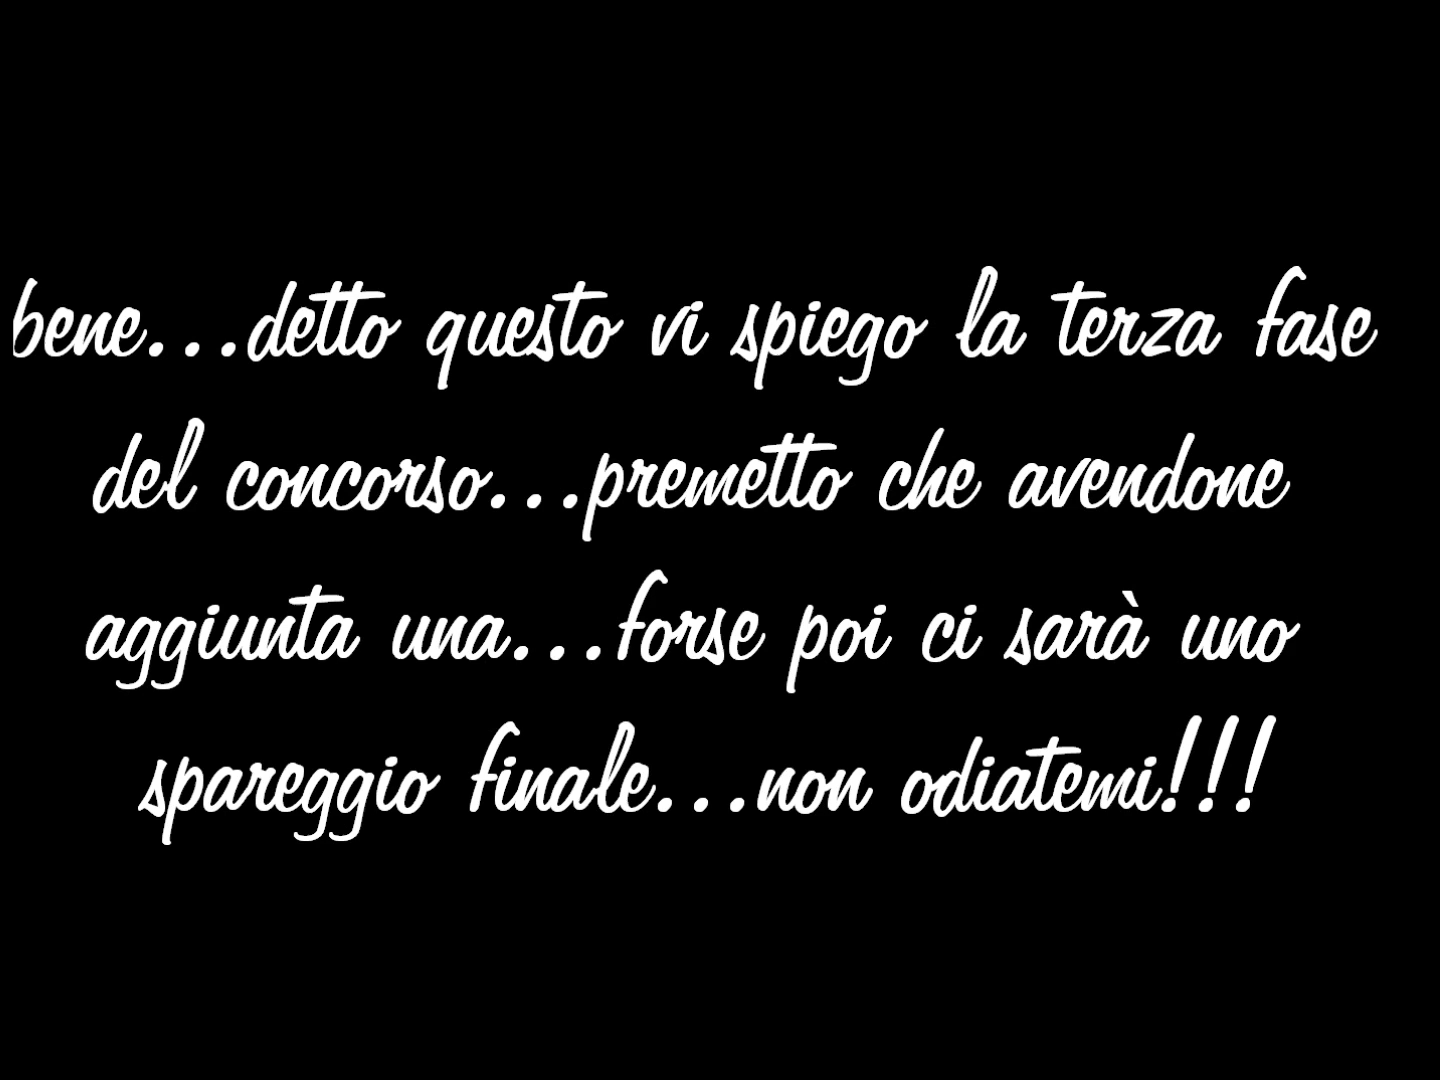 bene...detto questo vi spiego la terza fase
del concorso...premetto che avendone
aggiunta una...forse poi ci sarà uno
spareggio finale...non odiatemi!!!